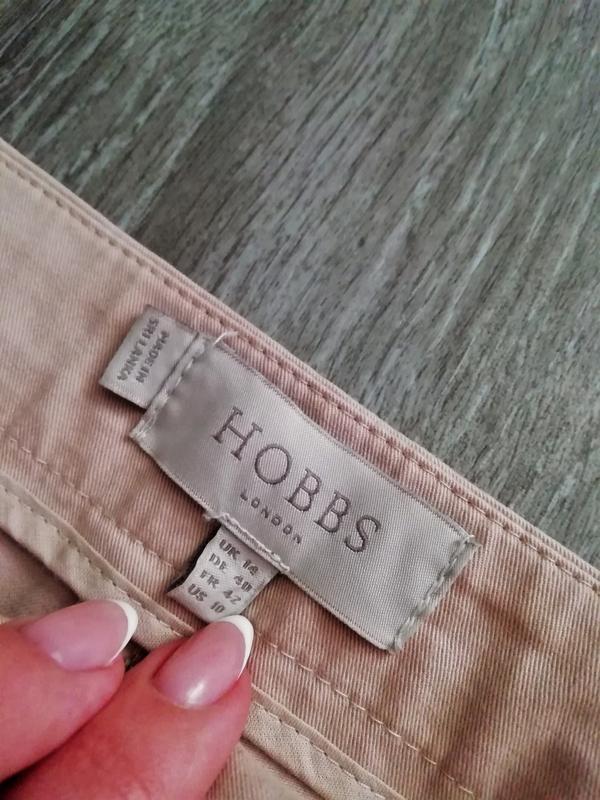 MADE IN
SRI LANKA
HOBBS
LONDON
UK 14
DE 40
FR 42
US 10